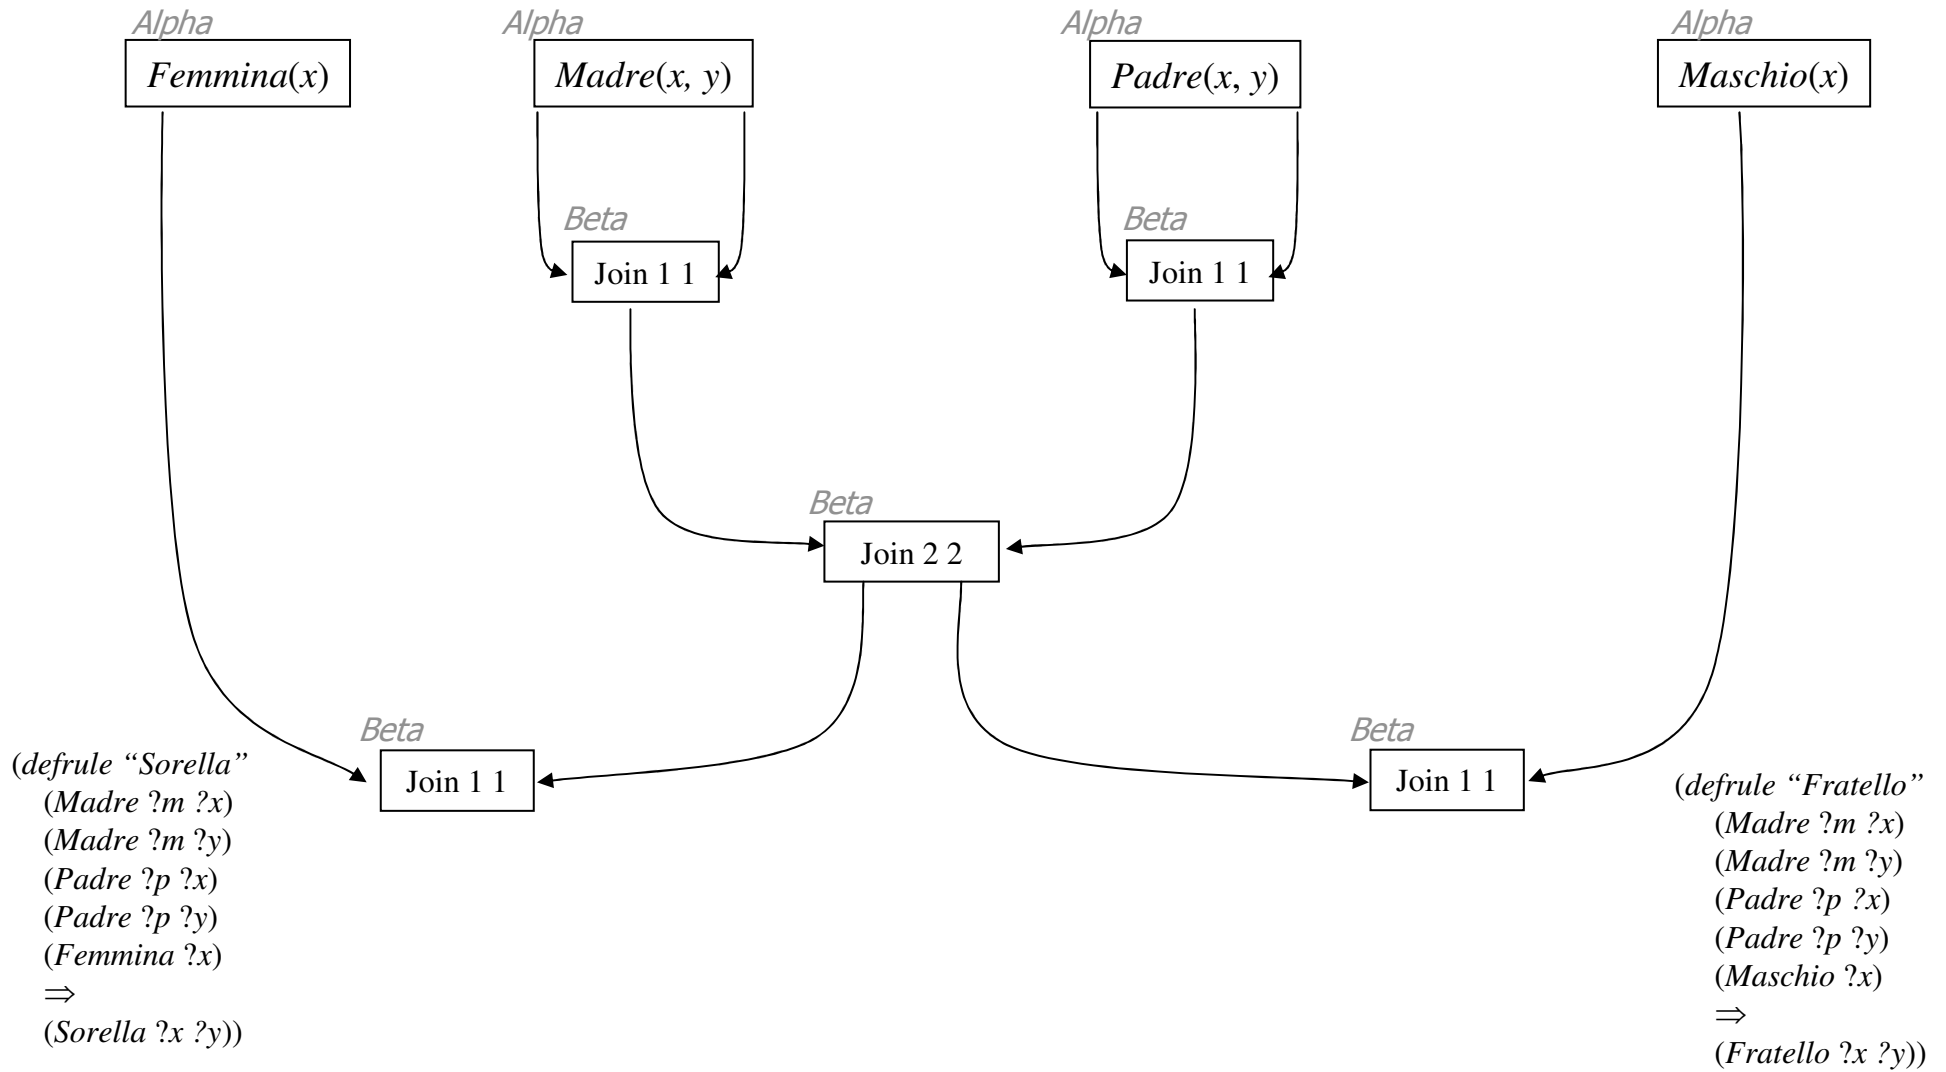 Alpha
Alpha
Alpha
Alpha
Femmina(x)
Madre(x, y)
Padre(x, y)
Maschio(x)
Beta
Beta
Join 1 1
Join 1 1
Beta
Join 2 2
Beta
Beta
Join 1 1
Join 1 1
(defrule “Sorella”
(Madre ?m ?x)
(Madre ?m ?y)
(Padre ?p ?x)
(Padre ?p ?y)
(Femmina ?x)
⇒
(Sorella ?x ?y))
(defrule “Fratello”
(Madre ?m ?x)
(Madre ?m ?y)
(Padre ?p ?x)
(Padre ?p ?y)
(Maschio ?x)
⇒
(Fratello ?x ?y))